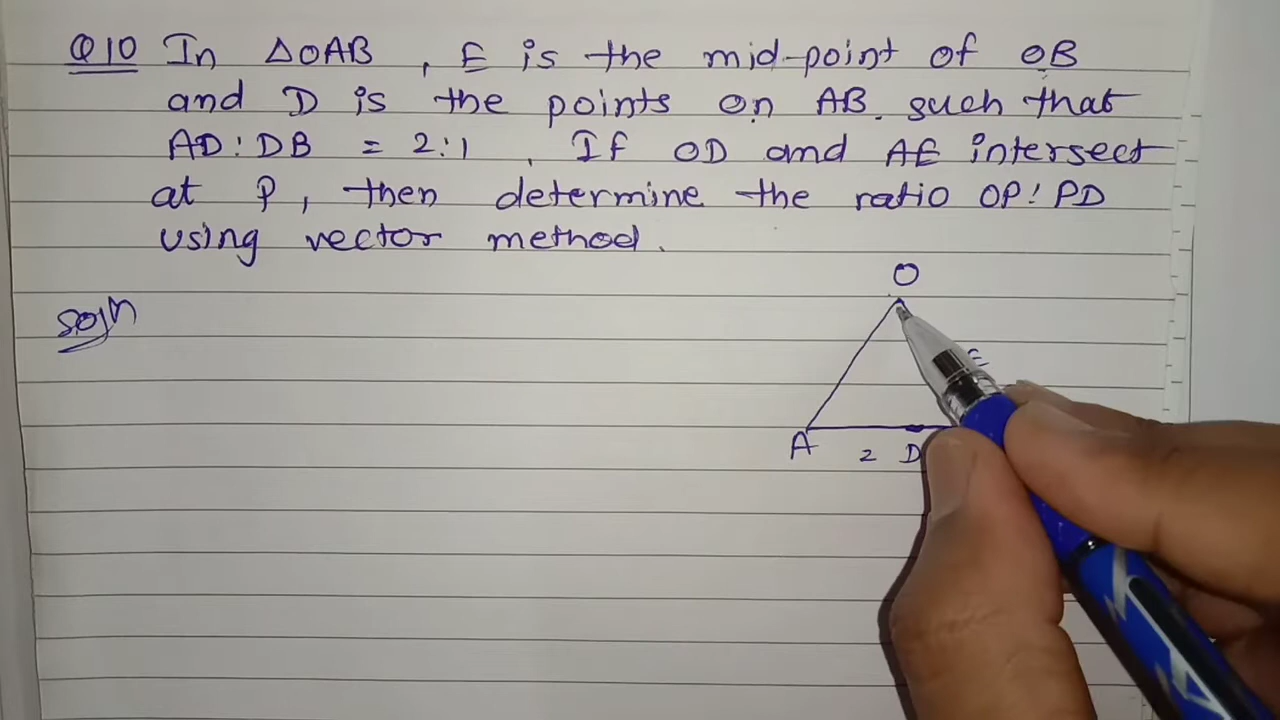 Q10 In △OAB, E is the mid-point of OB
and D is the points on AB such that
AD:DB = 2:1. If OD and AE intersect
at P, then determine the ratio OP:PD
using vector method.
Soln
O
E
A
2 D